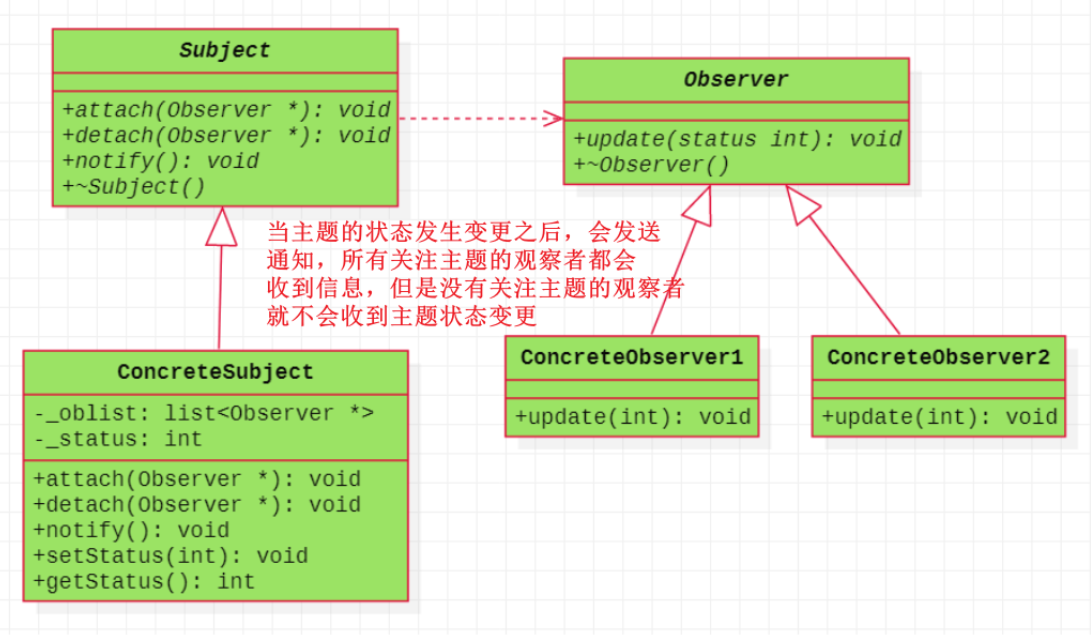 Subject
+attach(Observer *): void
+detach(Observer *): void
+notify(): void
+~Subject()
Observer
+update(status int): void
+~Observer()
当主题的状态发生变更之后，会发送
通知，所有关注主题的观察者都会
收到信息，但是没有关注主题的观察者
就不会收到主题状态变更
ConcreteSubject
-_oblist: list<Observer *>
-_status: int
+attach(Observer *): void
+detach(Observer *): void
+notify(): void
+setStatus(int): void
+getStatus(): int
ConcreteObserver1
+update(int): void
ConcreteObserver2
+update(int): void